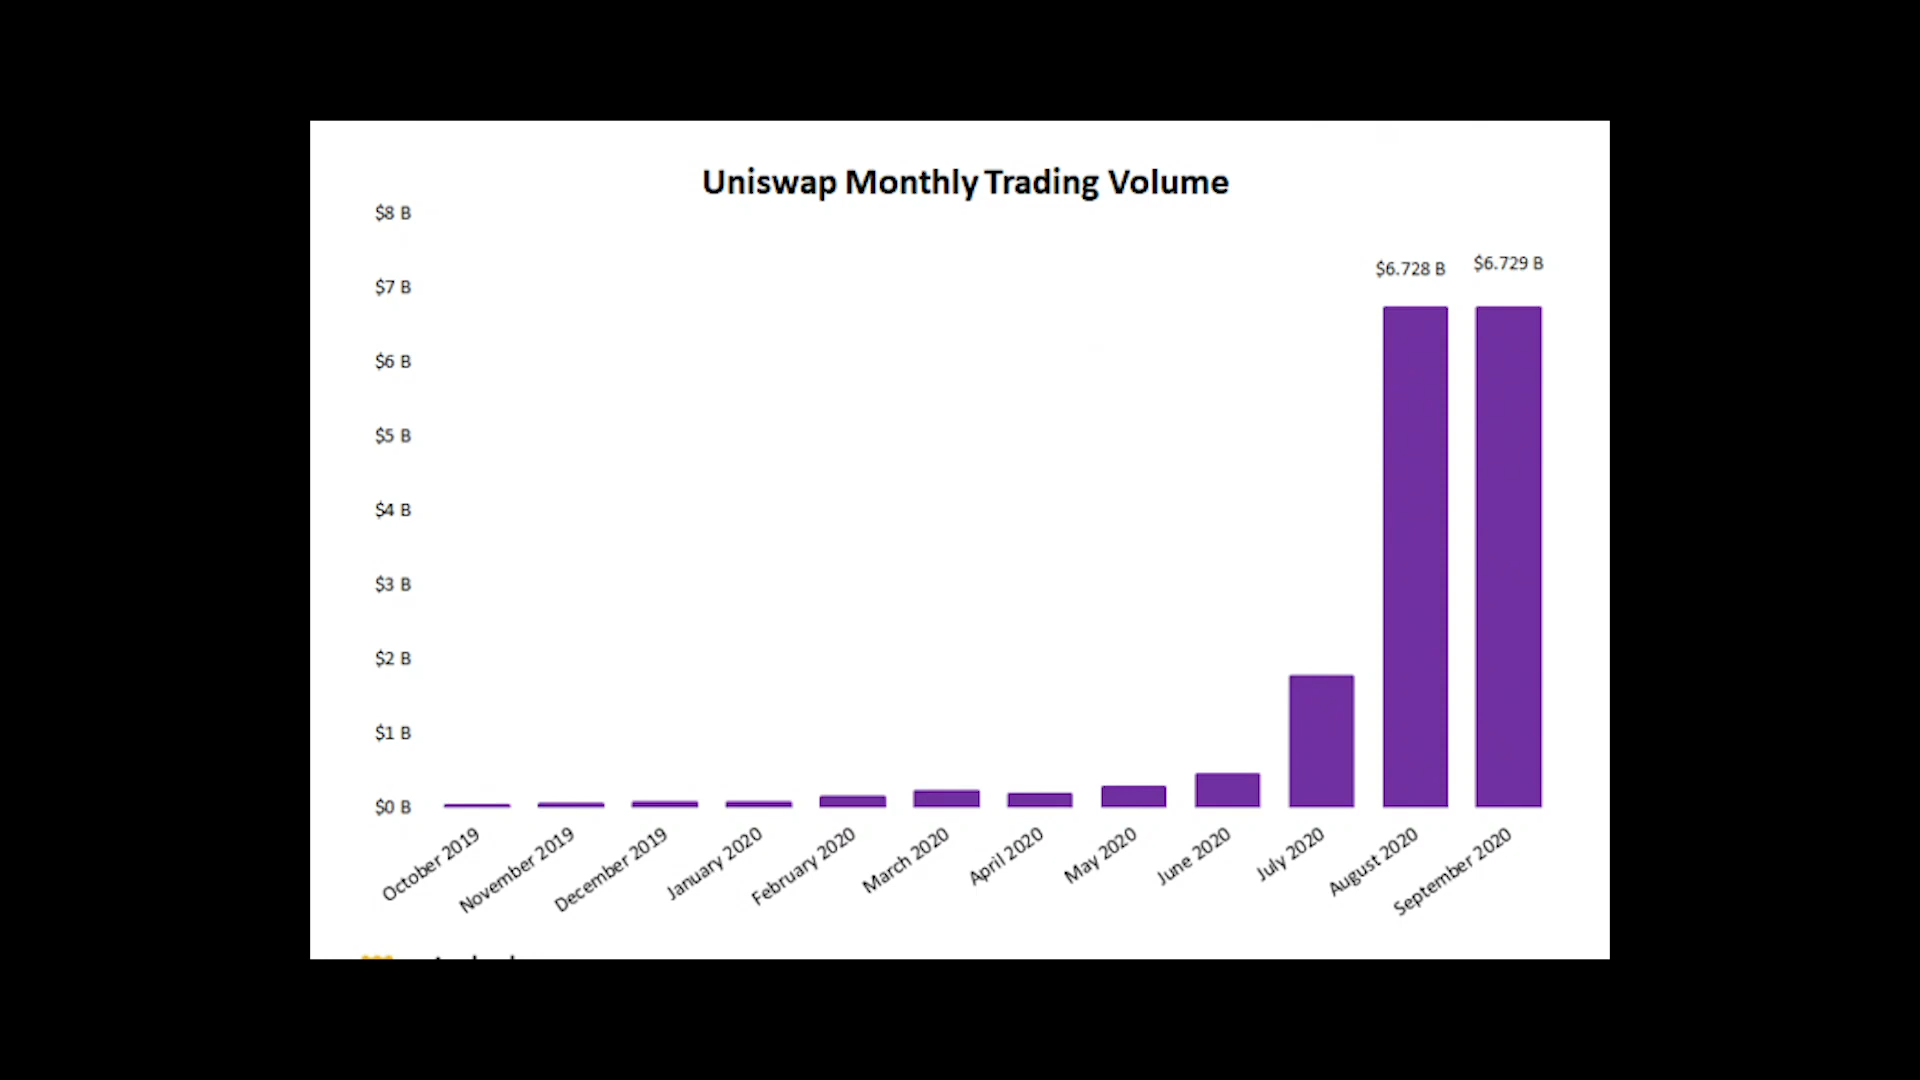 Uniswap Monthly Trading Volume
$8 B
$7 B
$6 B
$5 B
$4 B
$3 B
$2 B
$1 B
$0 B
$6.728 B
$6.729 B
October 2019
November 2019
December 2019
January 2020
February 2020
March 2020
April 2020
May 2020
June 2020
July 2020
August 2020
September 2020